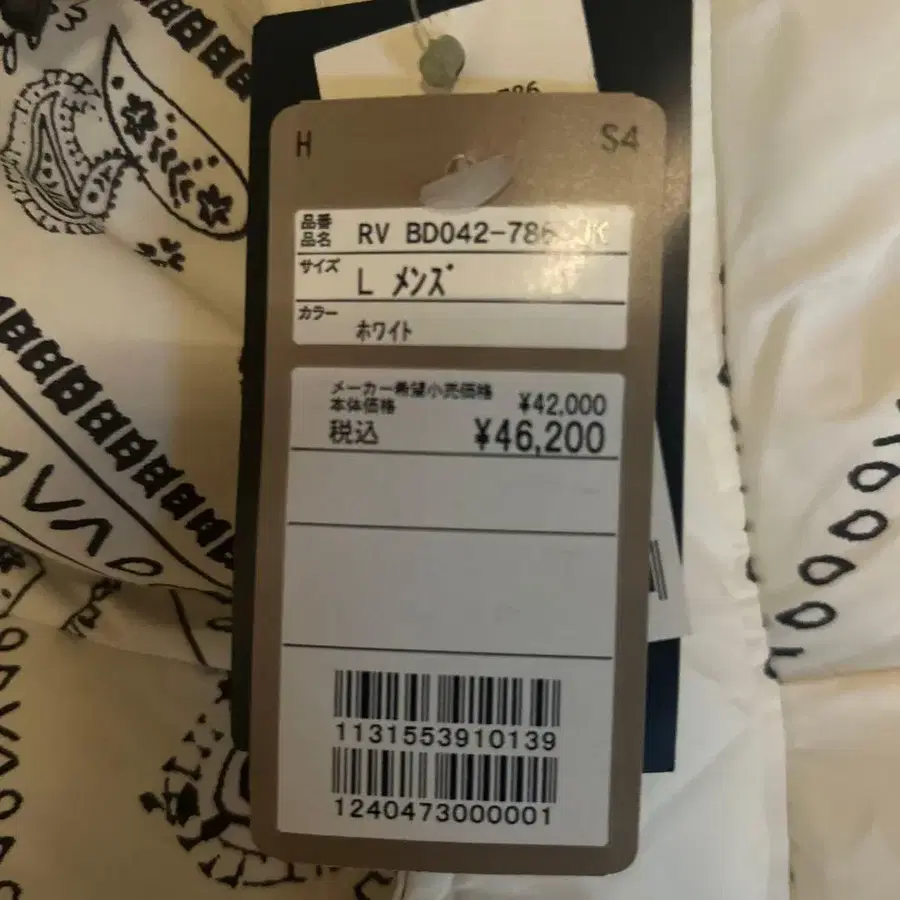 786
H S4
品番
品名 RV BD042-786
サイズ L メンズ
カラー ホワイト
メーカー希望小売価格
本体価格 ¥42,000
税込 ¥46,200
1131553910139
1240473000001